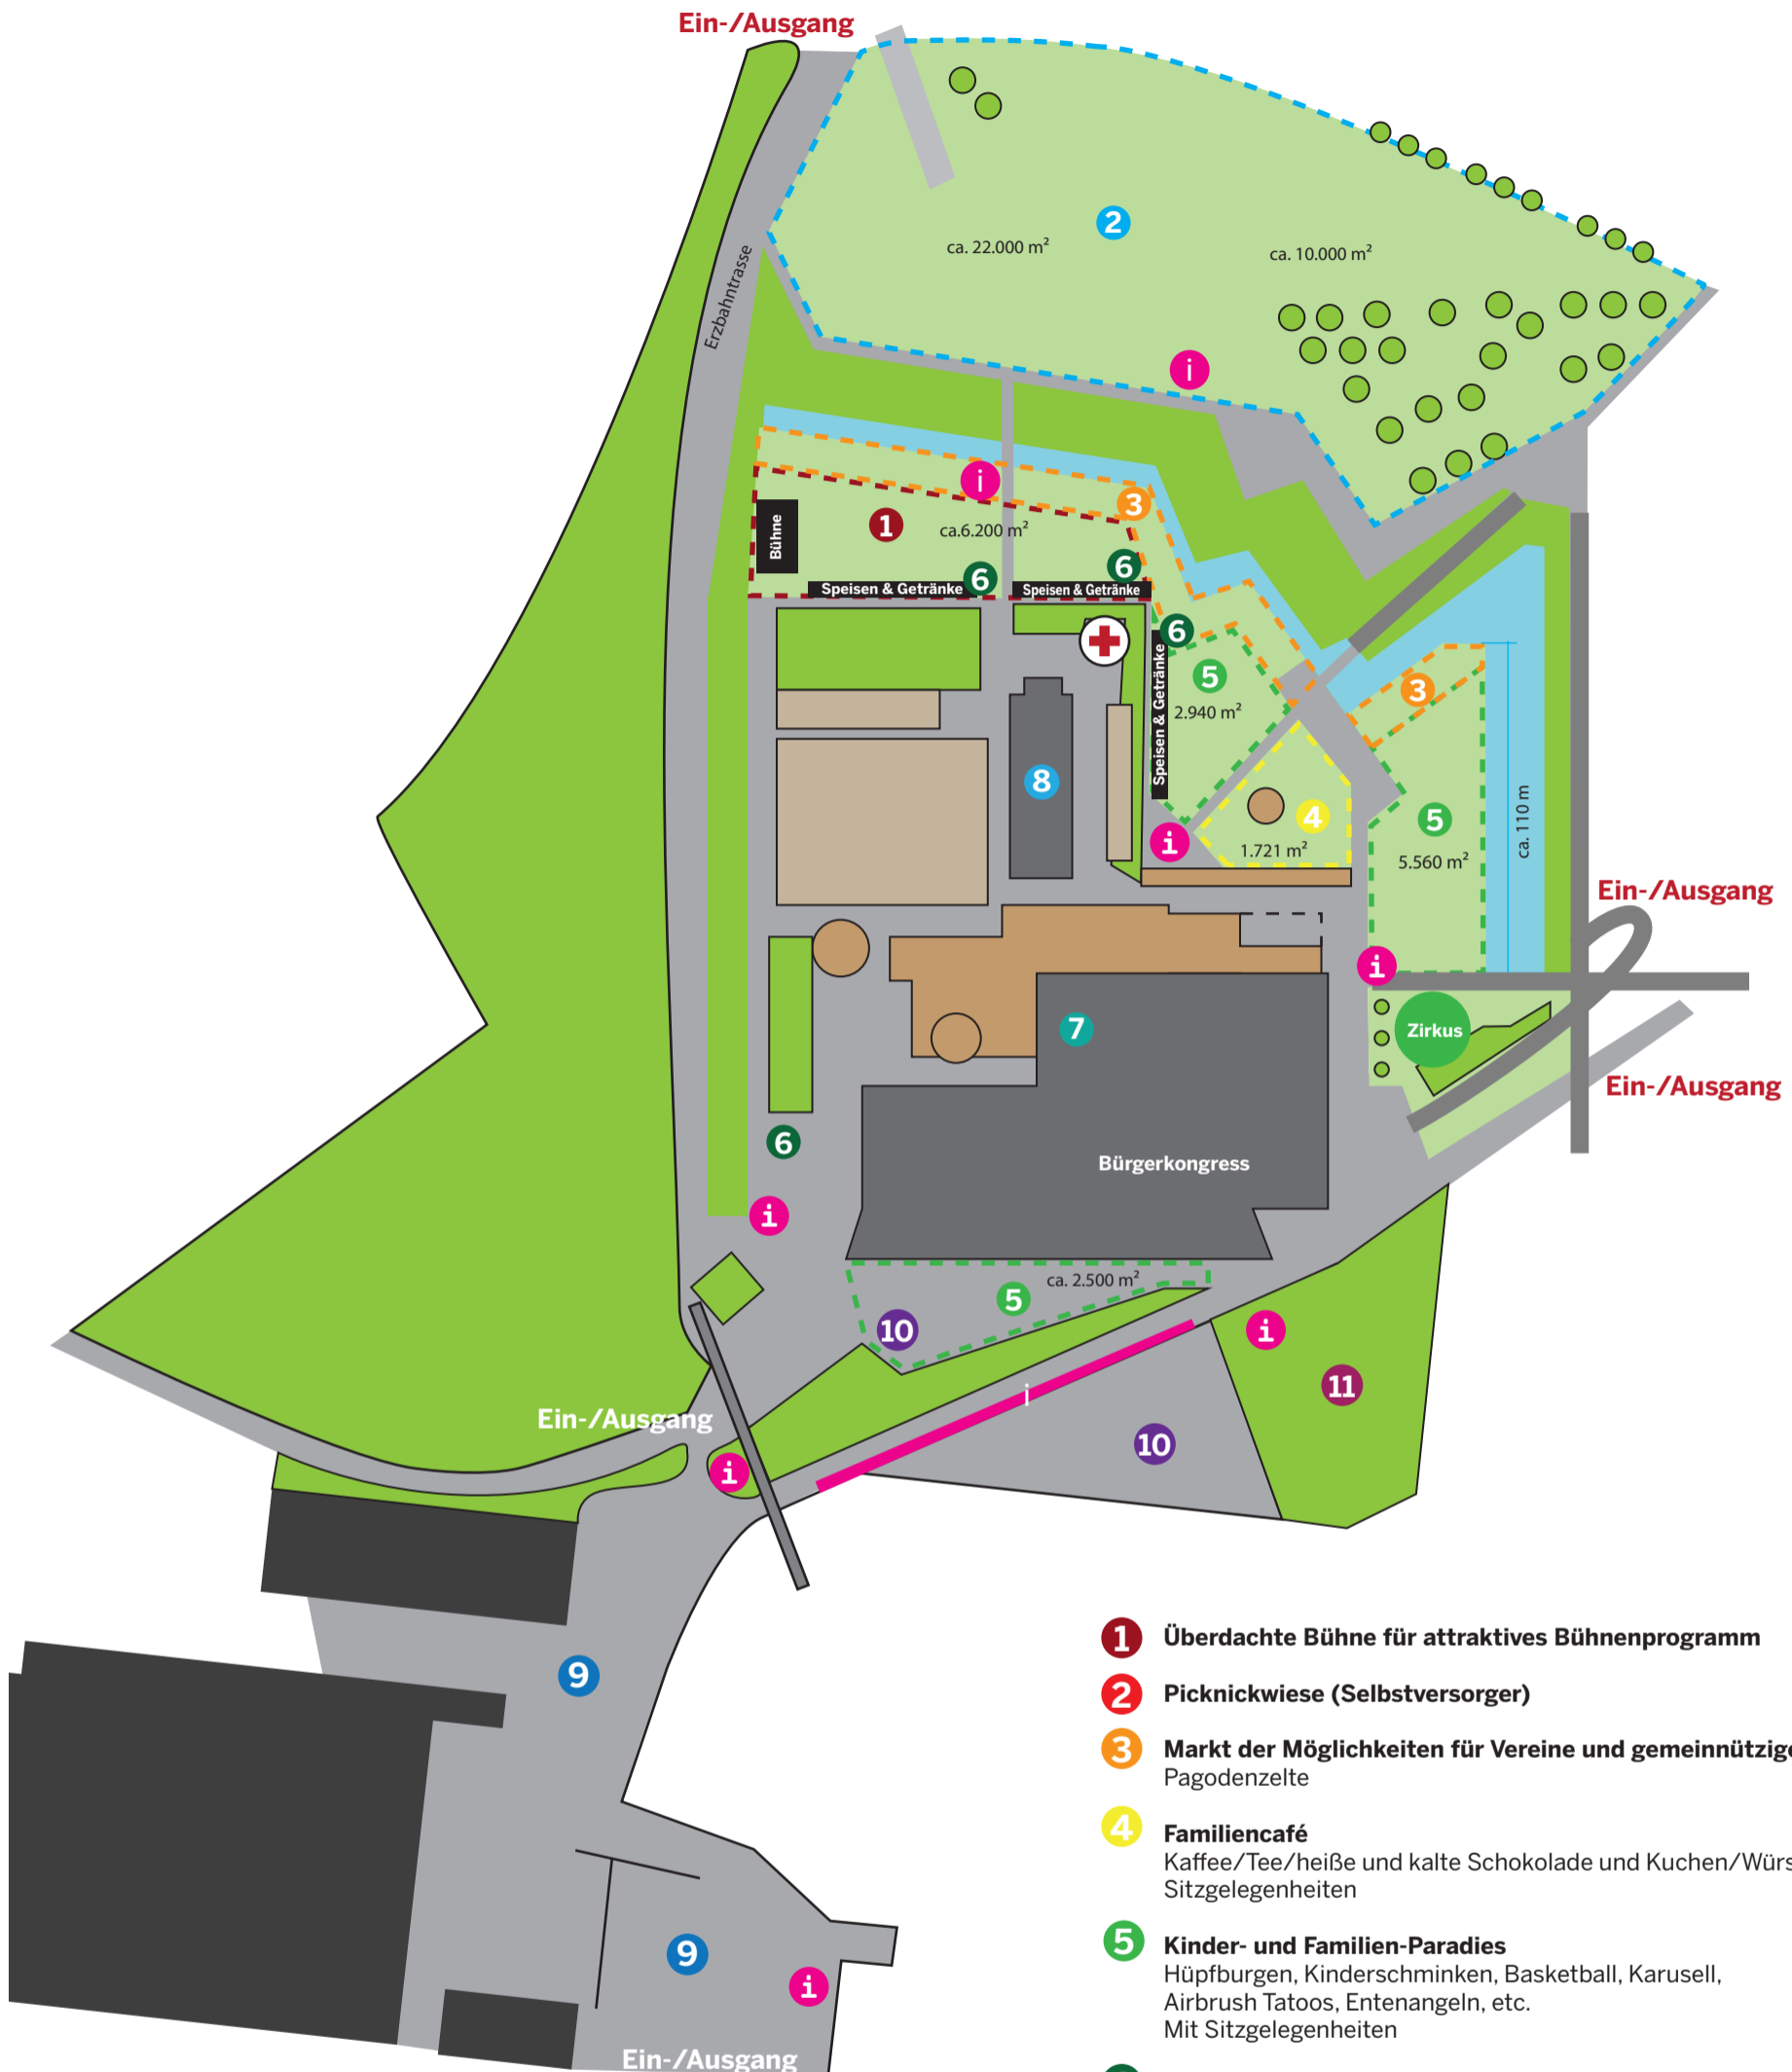 Ein-/Ausgang
2
ca. 22.000 m²
ca. 10.000 m²
Erzbahntrasse
i
i
3
1
ca.6.200 m²
Bühne
6
6
Speisen & Getränke
Speisen & Getränke
6
Speisen & Getränke
5
2.940 m²
3
8
4
5
ca. 110 m
i
1.721 m²
5.560 m²
Ein-/Ausgang
i
7
Zirkus
Ein-/Ausgang
6
Bürgerkongress
i
ca. 2.500 m²
5
10
i
11
i
Ein-/Ausgang
10
i
9
9
i
Ein-/Ausgang
1 Überdachte Bühne für attraktives Bühnenprogramm
2 Picknickwiese (Selbstversorger)
3 Markt der Möglichkeiten für Vereine und gemeinnützige
Pagodenzelte
4 Familiencafé
Kaffee/Tee/heiße und kalte Schokolade und Kuchen/Würs
Sitzgelegenheiten
5 Kinder- und Familien-Paradies
Hüpfburgen, Kinderschminken, Basketball, Karusell,
Airbrush Tatoos, Entenangeln, etc.
Mit Sitzgelegenheiten